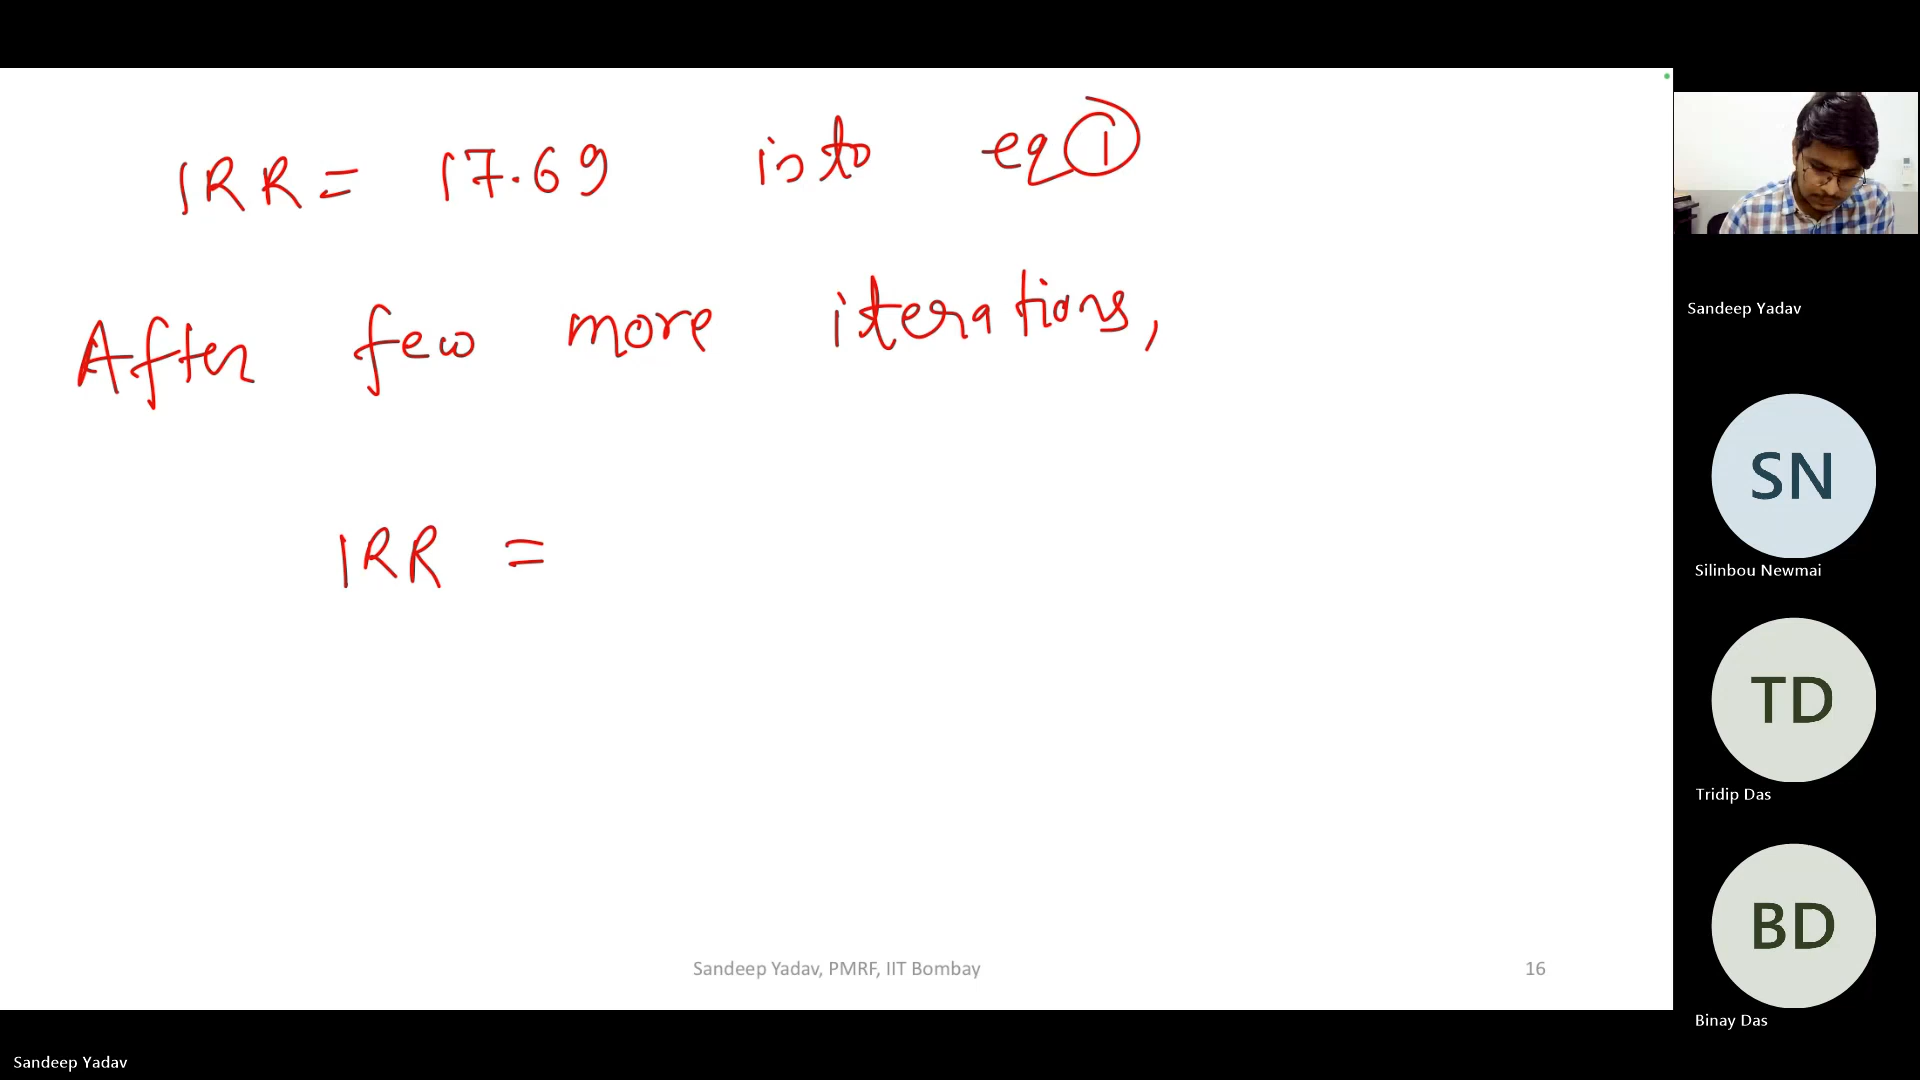 IRR = 17.69 into eq ①
After few more iterations,
IRR =
Sandeep Yadav, PMRF, IIT Bombay
16
Sandeep Yadav
SN
Silinbou Newmai
TD
Tridip Das
BD
Binay Das
Sandeep Yadav